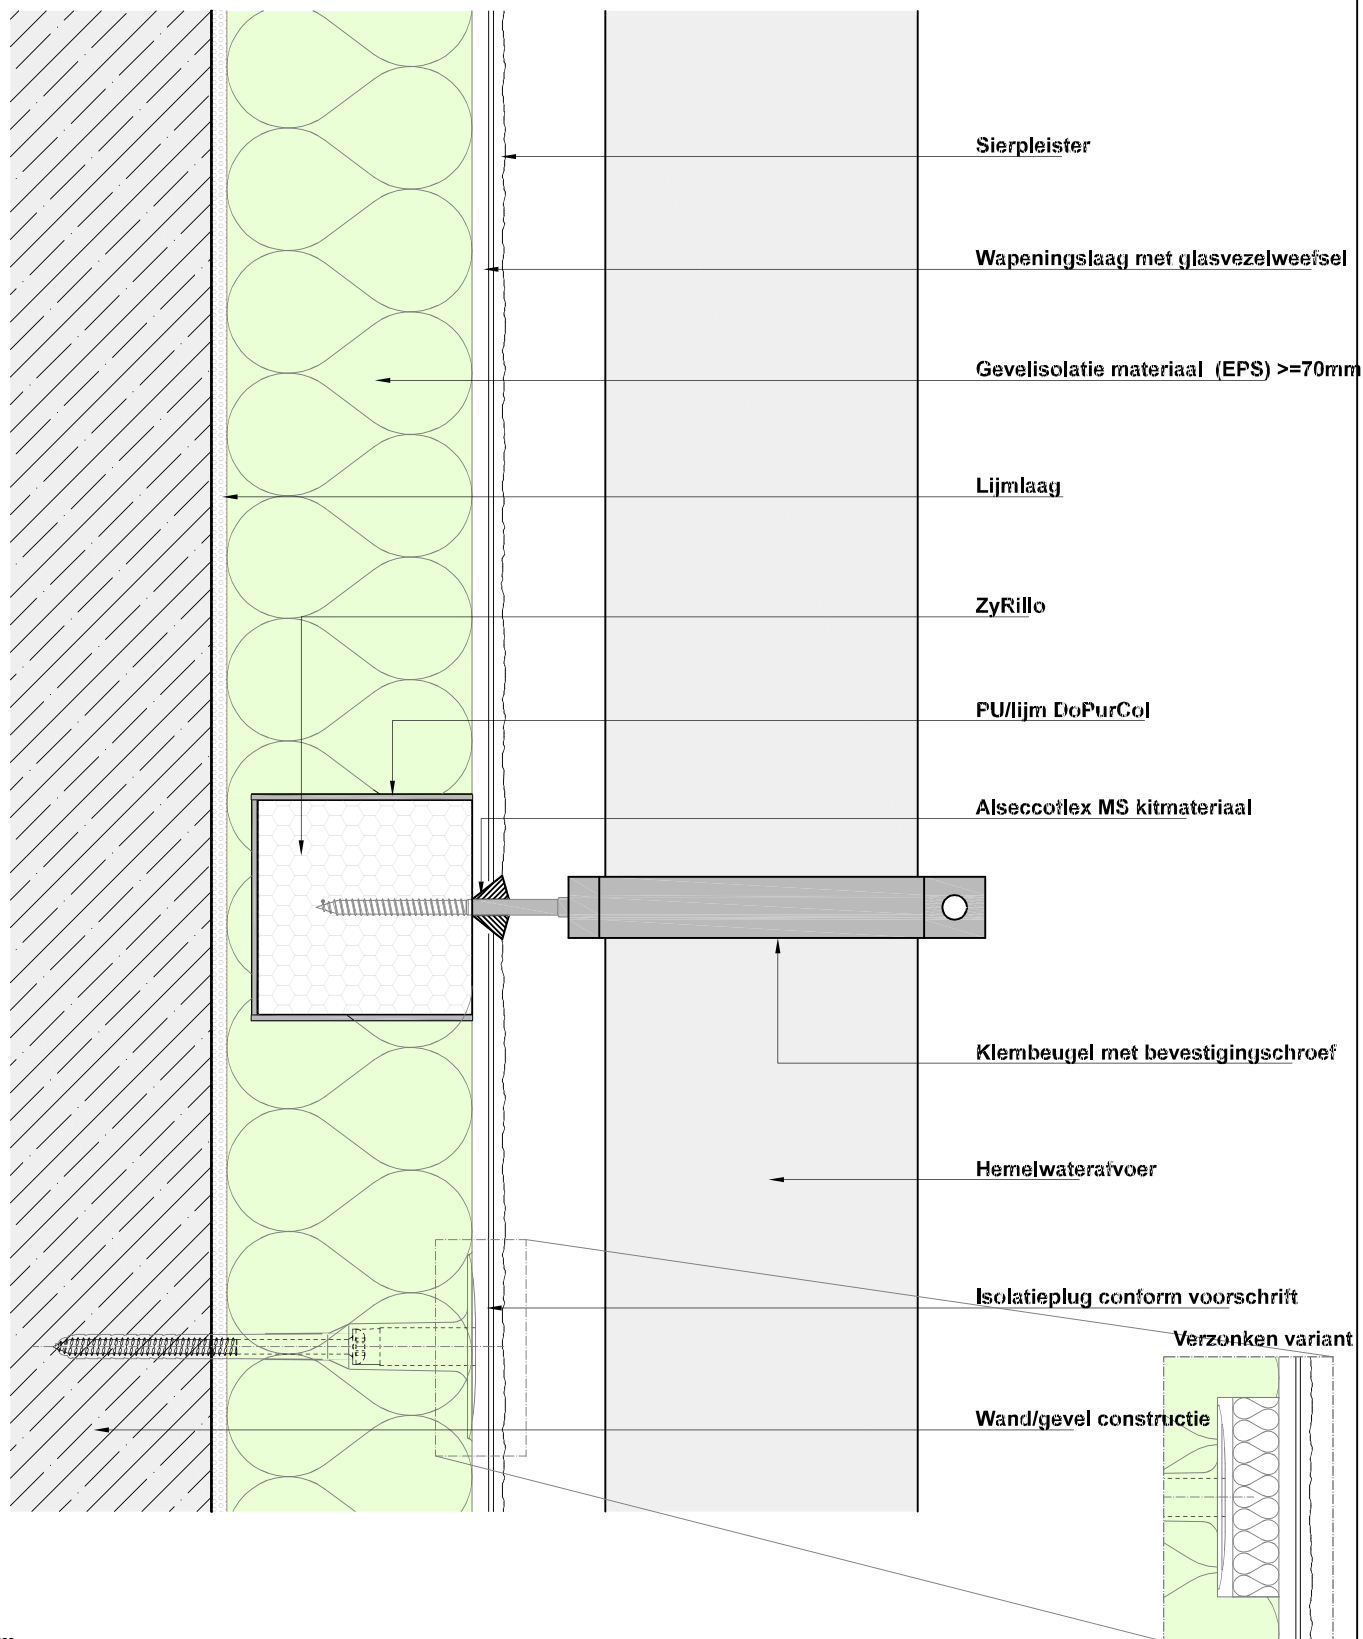 Sierpleister
Wapeningslaag met glasvezelweefsel
Gevelisolatie materiaal (EPS) >=70mm
Lijmlaag
ZyRillo
PU/lijm DoPurCol
Alseccoflex MS kitmateriaal
Klembeugel met bevestigingschroef
Hemelwaterafvoer
Isolatieplug conform voorschrift
Verzonken variant
Wand/gevel constructie